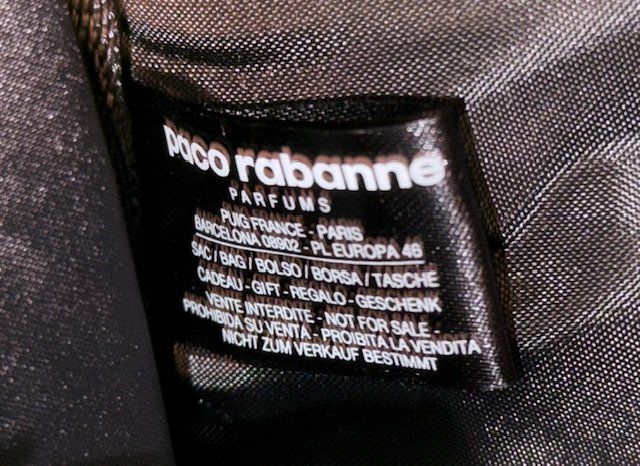 paco rabanne
PARFUMS
PUIG FRANCE - PARIS
BARCELONA 08902 - PL EUROPA 46
SAC / BAG / BOLSO / BORSA / TASCHE
CADEAU - GIFT - REGALO - GESCHENK
VENTE INTERDITE - NOT FOR SALE -
PROHIBIDA SU VENTA - PROIBITA LA VENDITA
NICHT ZUM VERKAUF BESTIMMT